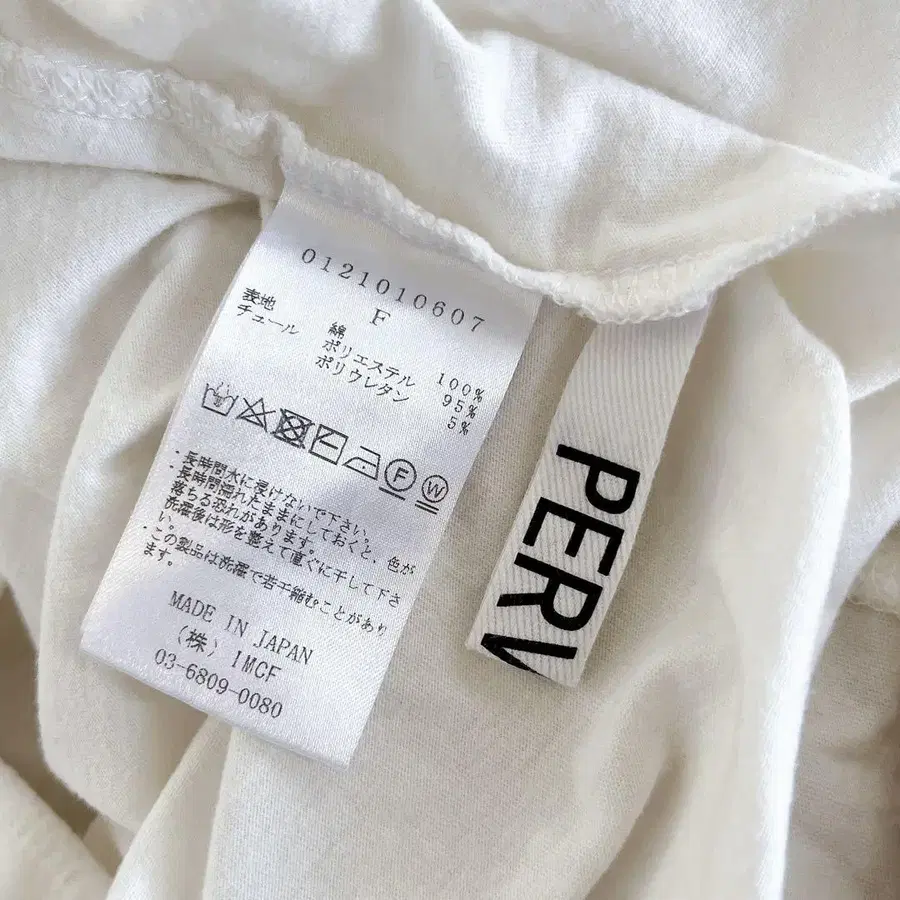 0121010607
F
表地 綿 100%
チュール ポリエステル 95%
ポリウレタン 5%
F W
・長時間水に浸けないで下さい。
・長時間濡れたままにしておくと、色が
落ちる恐れがあります。
・洗濯後は形を整えて直ぐに干して下さ
い。
・この製品は洗濯で若干縮むことがあり
ます。
MADE IN JAPAN
(株) IMCF
03-6809-0080
PERV